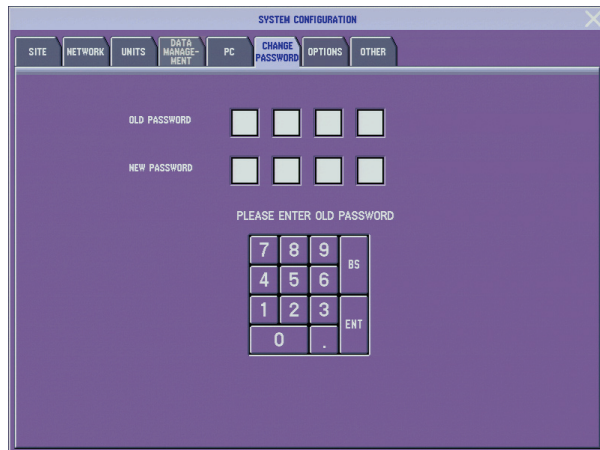 SYSTEM CONFIGURATION
SITE NETWORK UNITS DATA MANAGE- MENT PC CHANGE PASSWORD OPTIONS OTHER
OLD PASSWORD
NEW PASSWORD
PLEASE ENTER OLD PASSWORD
7 8 9 BS
4 5 6
1 2 3 ENT
0 .